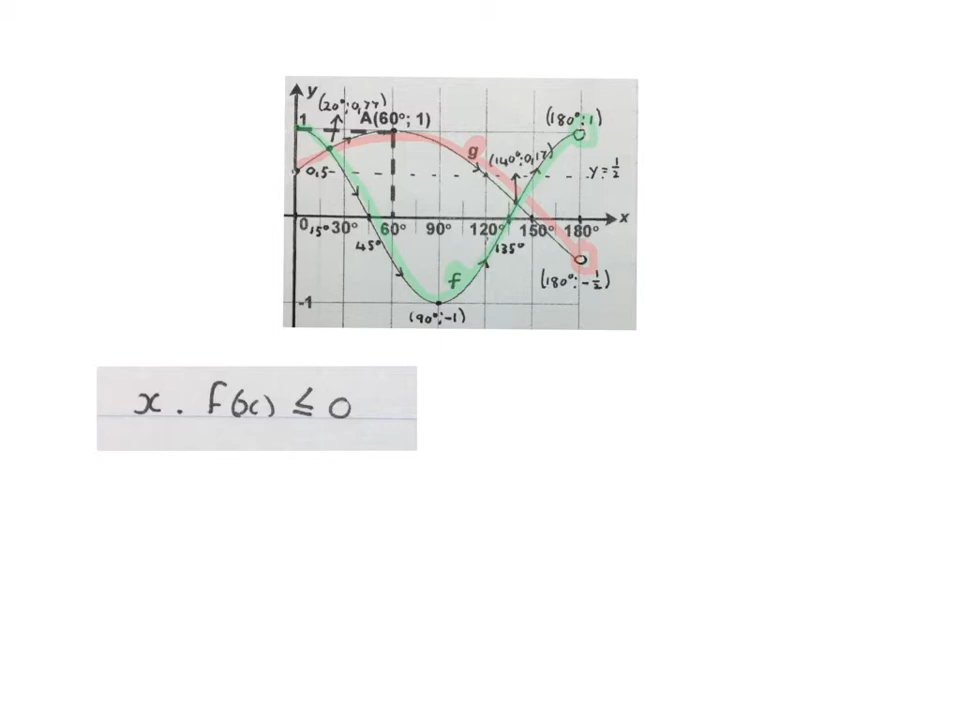 y
(20°;0,77)
A(60°; 1)
(180°;1)
1
g
(140°;0,17)
0,5
y=½
0 15° 30° 60° 90° 120° 150° 180° x
45° 135°
f
(180°;-½)
-1
(90°;-1)
x . f(x) ≤ 0